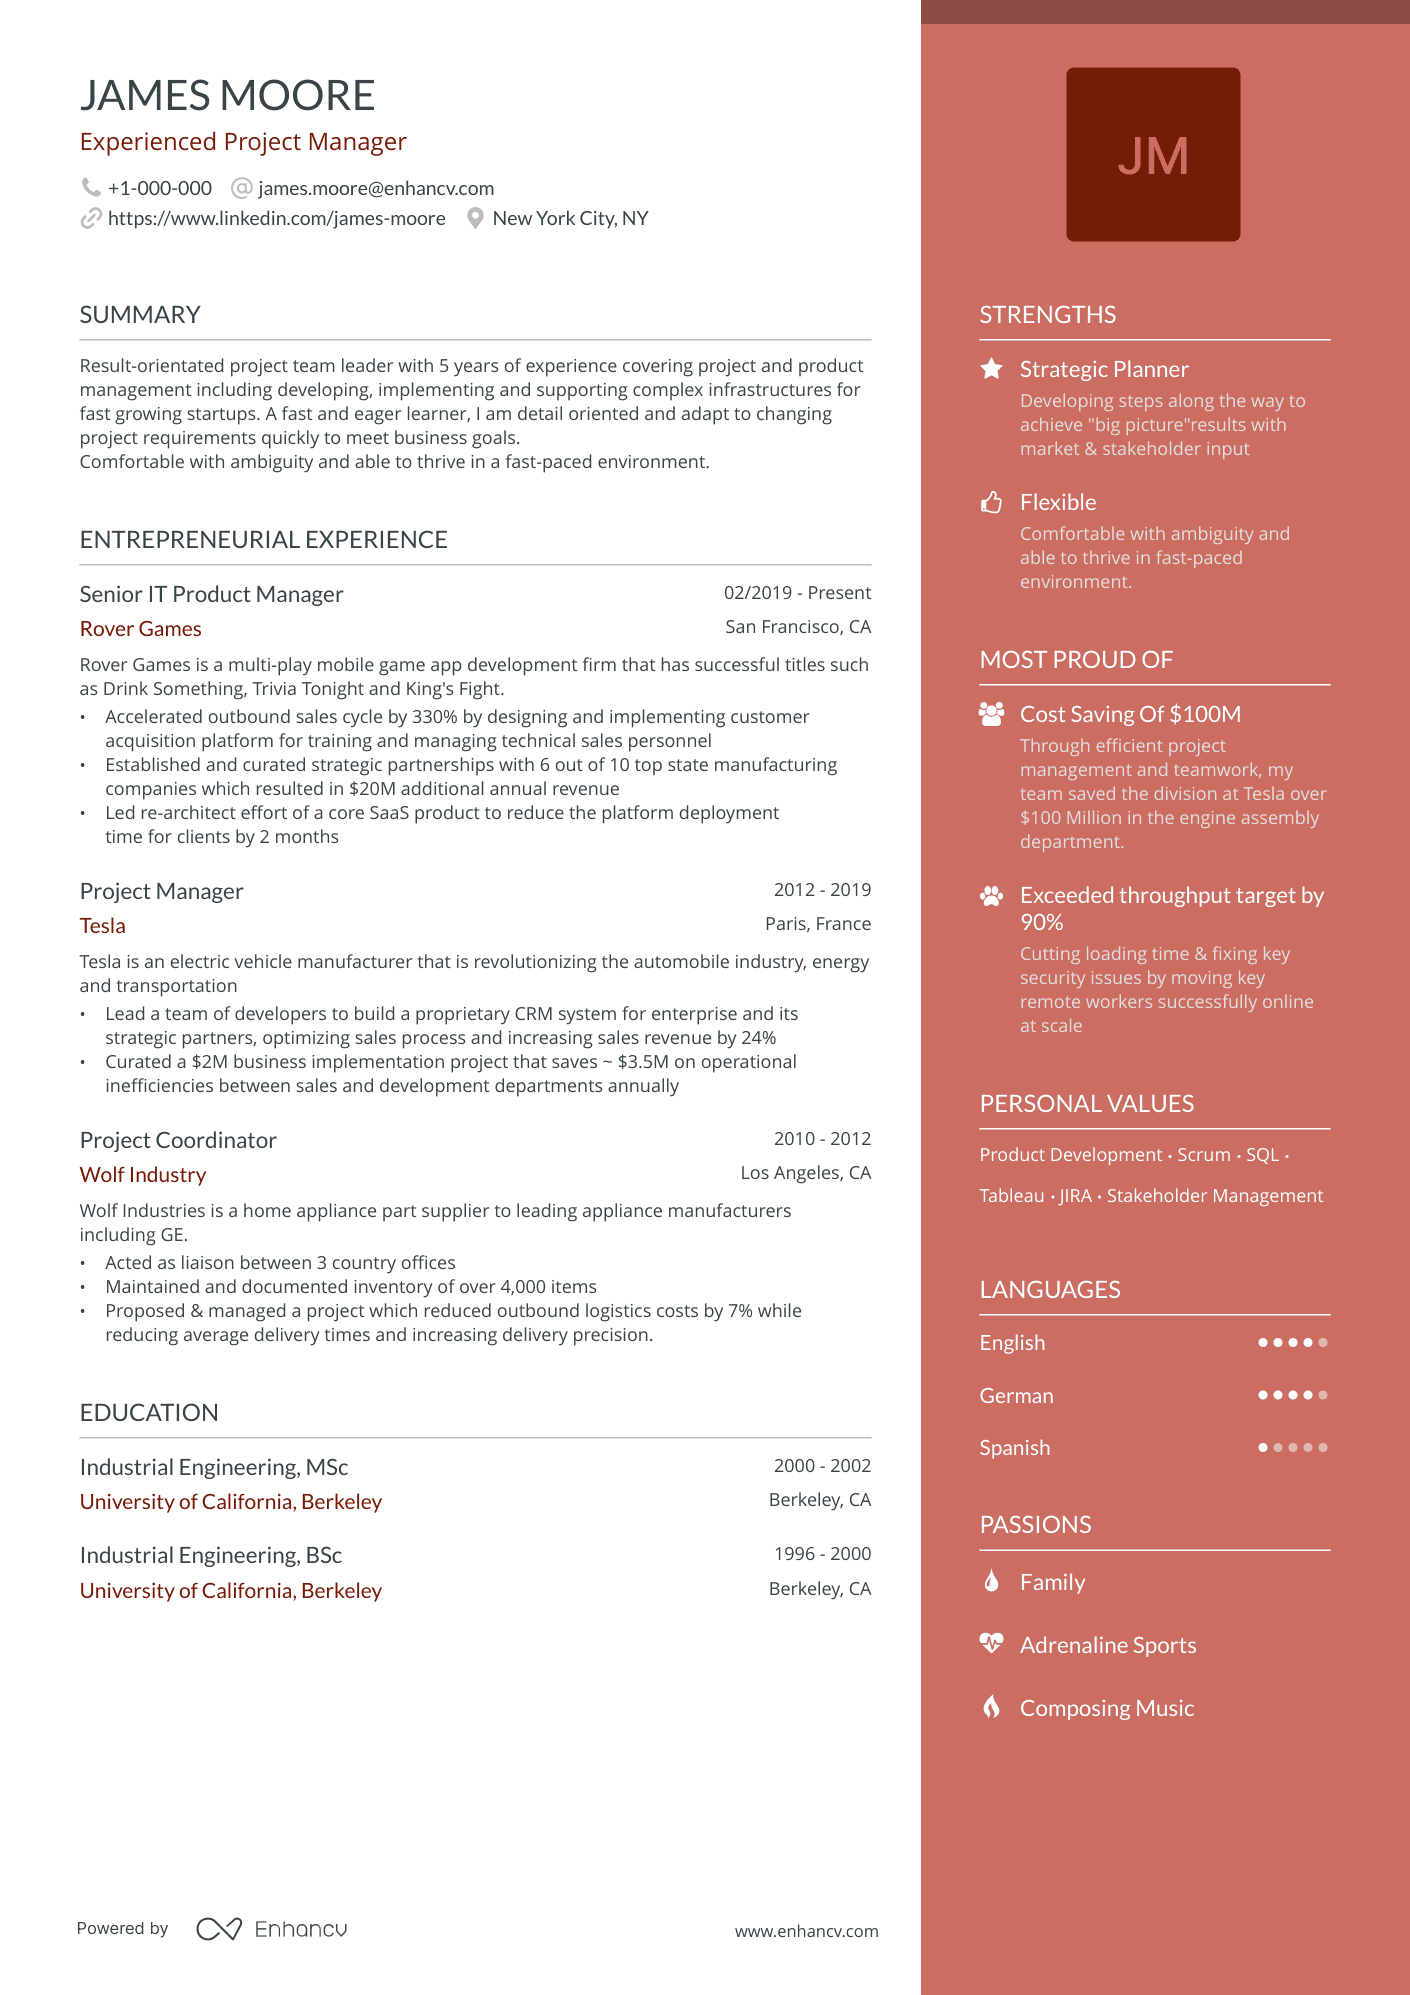 JAMES MOORE
Experienced Project Manager
+1-000-000 james.moore@enhancv.com
https://www.linkedin.com/james-moore New York City, NY
SUMMARY
Result-orientated project team leader with 5 years of experience covering project and product
management including developing, implementing and supporting complex infrastructures for
fast growing startups. A fast and eager learner, I am detail oriented and adapt to changing
project requirements quickly to meet business goals.
Comfortable with ambiguity and able to thrive in a fast-paced environment.
ENTREPRENEURIAL EXPERIENCE
Senior IT Product Manager 02/2019 - Present
Rover Games San Francisco, CA
Rover Games is a multi-play mobile game app development firm that has successful titles such
as Drink Something, Trivia Tonight and King's Fight.
• Accelerated outbound sales cycle by 330% by designing and implementing customer
acquisition platform for training and managing technical sales personnel
• Established and curated strategic partnerships with 6 out of 10 top state manufacturing
companies which resulted in $20M additional annual revenue
• Led re-architect effort of a core SaaS product to reduce the platform deployment
time for clients by 2 months
Project Manager 2012 - 2019
Tesla Paris, France
Tesla is an electric vehicle manufacturer that is revolutionizing the automobile industry, energy
and transportation
• Lead a team of developers to build a proprietary CRM system for enterprise and its
strategic partners, optimizing sales process and increasing sales revenue by 24%
• Curated a $2M business implementation project that saves ~ $3.5M on operational
inefficiencies between sales and development departments annually
Project Coordinator 2010 - 2012
Wolf Industry Los Angeles, CA
Wolf Industries is a home appliance part supplier to leading appliance manufacturers
including GE.
• Acted as liaison between 3 country offices
• Maintained and documented inventory of over 4,000 items
• Proposed & managed a project which reduced outbound logistics costs by 7% while
reducing average delivery times and increasing delivery precision.
EDUCATION
Industrial Engineering, MSc 2000 - 2002
University of California, Berkeley Berkeley, CA
Industrial Engineering, BSc 1996 - 2000
University of California, Berkeley Berkeley, CA
Powered by Enhancv www.enhancv.com
JM
STRENGTHS
Strategic Planner
Developing steps along the way to
achieve "big picture"results with
market & stakeholder input
Flexible
Comfortable with ambiguity and
able to thrive in fast-paced
environment.
MOST PROUD OF
Cost Saving Of $100M
Through efficient project
management and teamwork, my
team saved the division at Tesla over
$100 Million in the engine assembly
department.
Exceeded throughput target by
90%
Cutting loading time & fixing key
security issues by moving key
remote workers successfully online
at scale
PERSONAL VALUES
Product Development • Scrum • SQL •
Tableau • JIRA • Stakeholder Management
LANGUAGES
English
German
Spanish
PASSIONS
Family
Adrenaline Sports
Composing Music